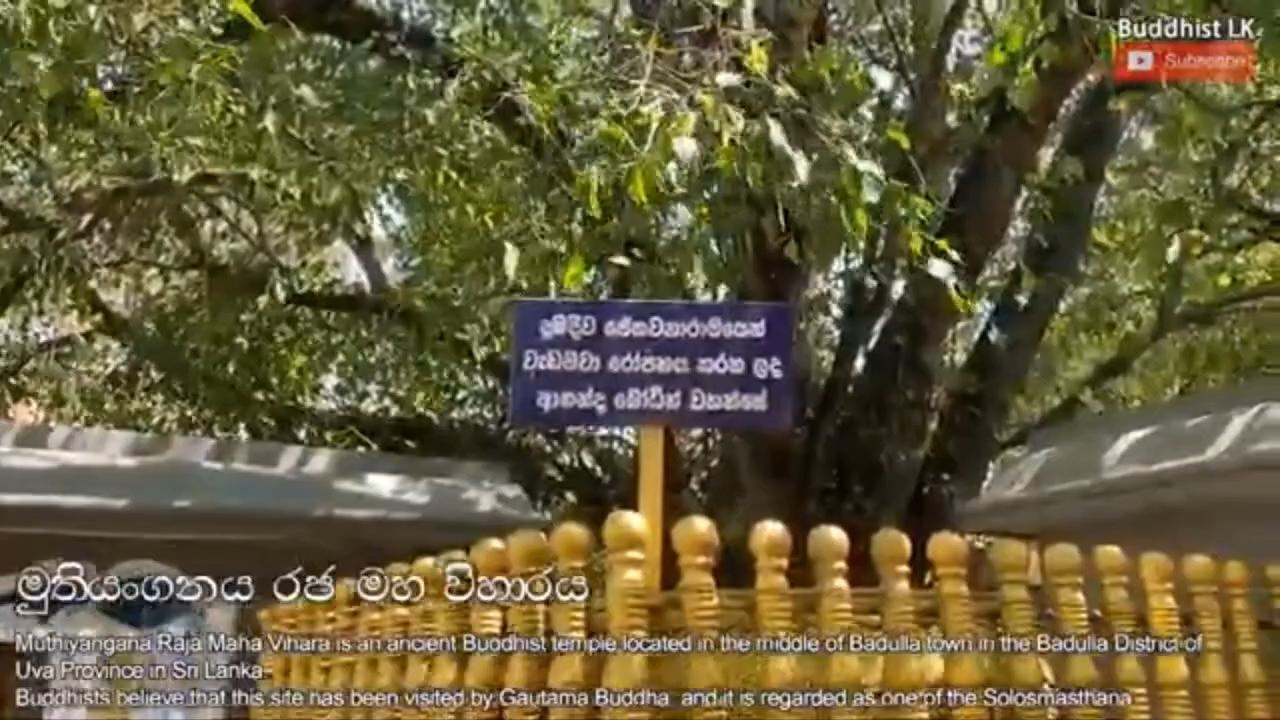 Buddhist LK
Subscribe
දඹදිව ජේතවනාරාමයෙන්
වැඩමවා රෝපනය කරන ලද
ආනන්ද බෝධීන් වහන්සේ
මුතියංගනය රජ මහ විහාරය
Muthiyangana Raja Maha Vihara is an ancient Buddhist temple located in the middle of Badulla town in the Badulla District of
Uva Province in Sri Lanka.
Buddhists believe that this site has been visited by Gautama Buddha  and it is regarded as one of the Solosmasthana